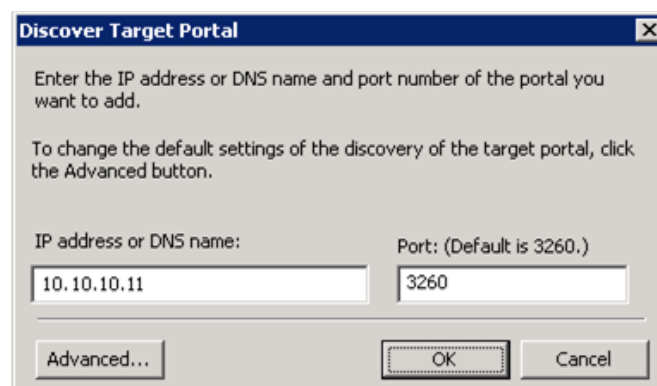 Discover Target Portal
Enter the IP address or DNS name and port number of the portal you
want to add.
To change the default settings of the discovery of the target portal, click
the Advanced button.
IP address or DNS name:
Port: (Default is 3260.)
10.10.10.11
3260
Advanced...
OK
Cancel